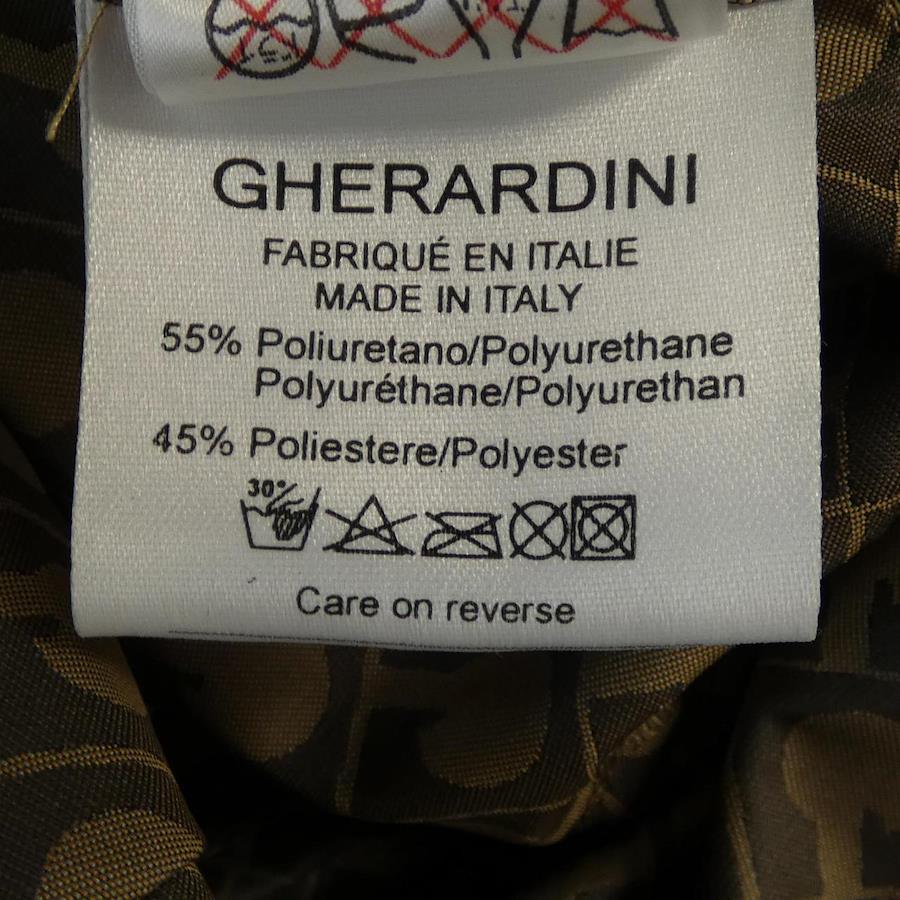 GHERARDINI
FABRIQUÉ EN ITALIE
MADE IN ITALY
55% Poliuretano/Polyurethane
Polyuréthane/Polyurethan
45% Poliestere/Polyester
30°
Care on reverse